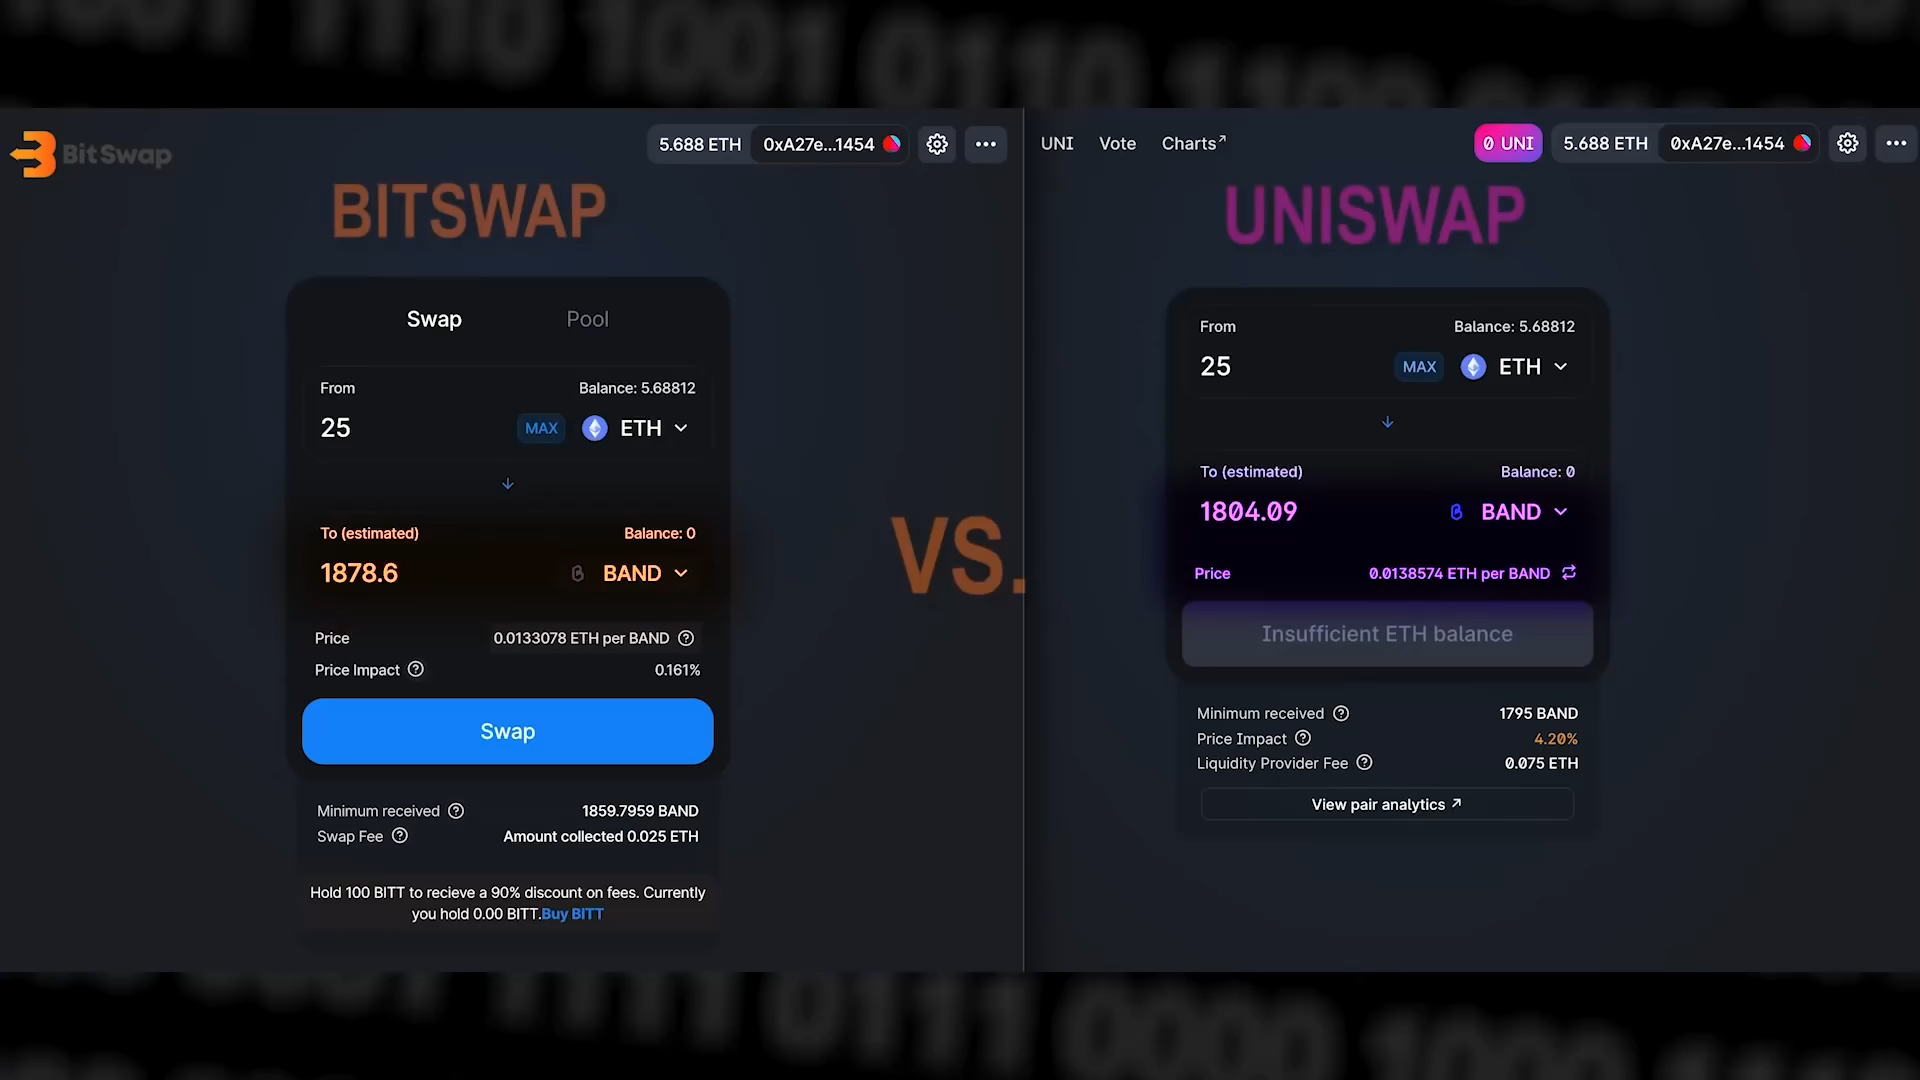 1001 0110
BitSwap
5.688 ETH 0xA27e...1454
BITSWAP
Swap Pool
From Balance: 5.68812
25 MAX ETH
To (estimated) Balance: 0
1878.6 BAND
Price 0.0133078 ETH per BAND
Price Impact 0.161%
Swap
Minimum received 1859.7959 BAND
Swap Fee Amount collected 0.025 ETH
Hold 100 BITT to recieve a 90% discount on fees. Currently
you hold 0.00 BITT.Buy BITT
VS.
UNI Vote Charts↗ 0 UNI 5.688 ETH 0xA27e...1454
UNISWAP
From Balance: 5.68812
25 MAX ETH
To (estimated) Balance: 0
1804.09 BAND
Price 0.0138574 ETH per BAND
Insufficient ETH balance
Minimum received 1795 BAND
Price Impact 4.20%
Liquidity Provider Fee 0.075 ETH
View pair analytics ↗
0111 0000